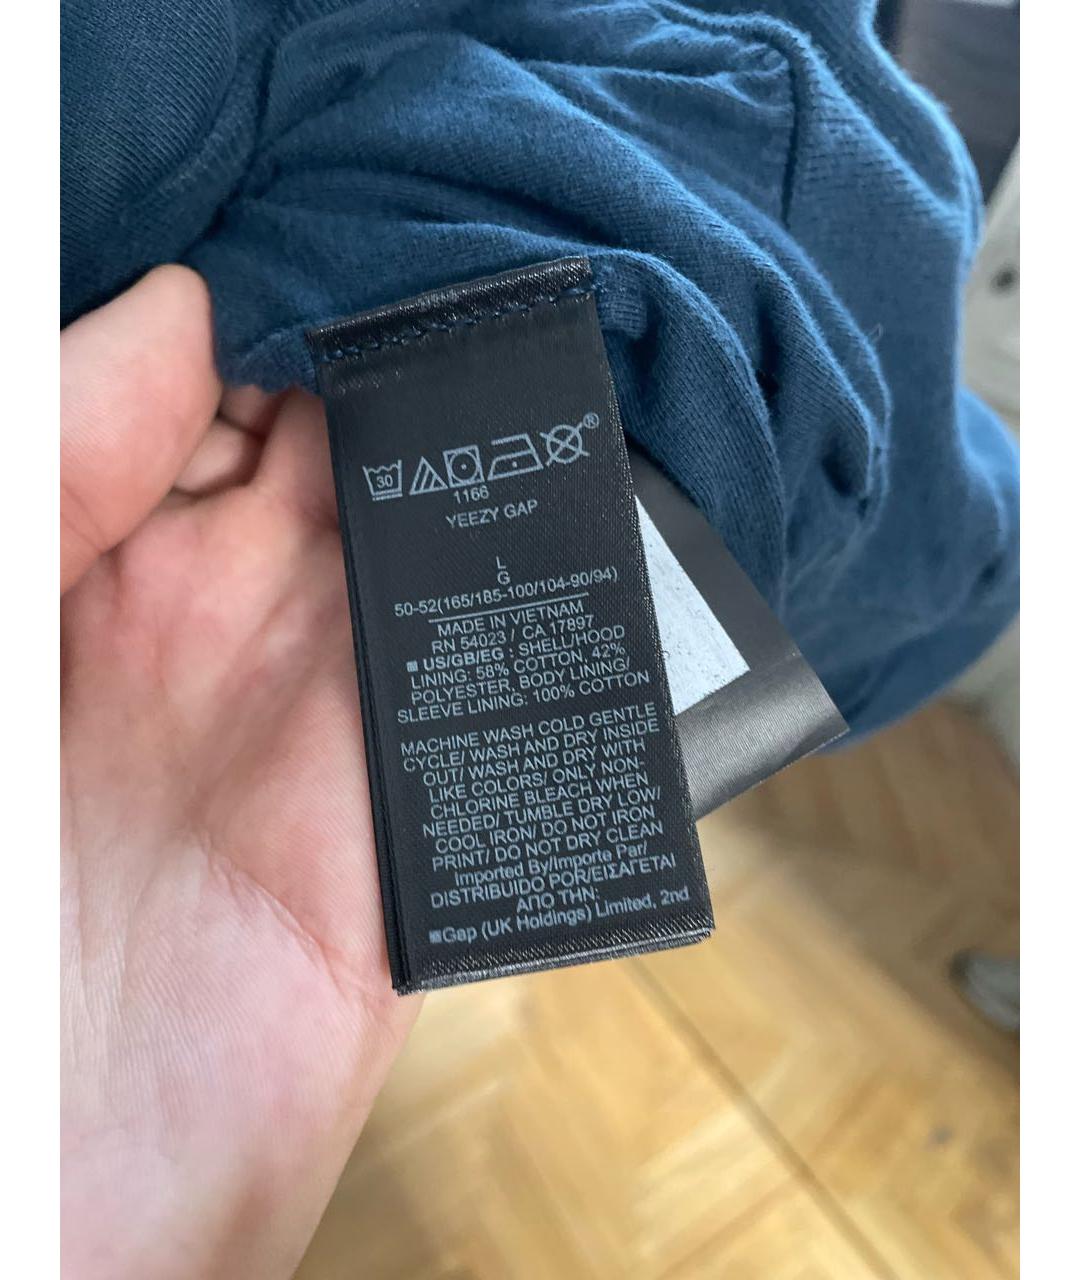 30 ®
1166
YEEZY GAP
L
G
50-52(165/185-100/104-90/94)
MADE IN VIETNAM
RN 54023 / CA 17897
US/GB/EG : SHELL/HOOD
LINING: 58% COTTON, 42%
POLYESTER, BODY LINING/
SLEEVE LINING: 100% COTTON
MACHINE WASH COLD GENTLE
CYCLE/ WASH AND DRY INSIDE
OUT/ WASH AND DRY WITH
LIKE COLORS/ ONLY NON-
CHLORINE BLEACH WHEN
NEEDED/ TUMBLE DRY LOW/
COOL IRON/ DO NOT IRON
PRINT/ DO NOT DRY CLEAN
Imported By/Importe Par/
DISTRIBUIDO POR/ΕΙΣΑΓΕΤΑΙ
ΑΠΟ ΤΗΝ:
Gap (UK Holdings) Limited, 2nd